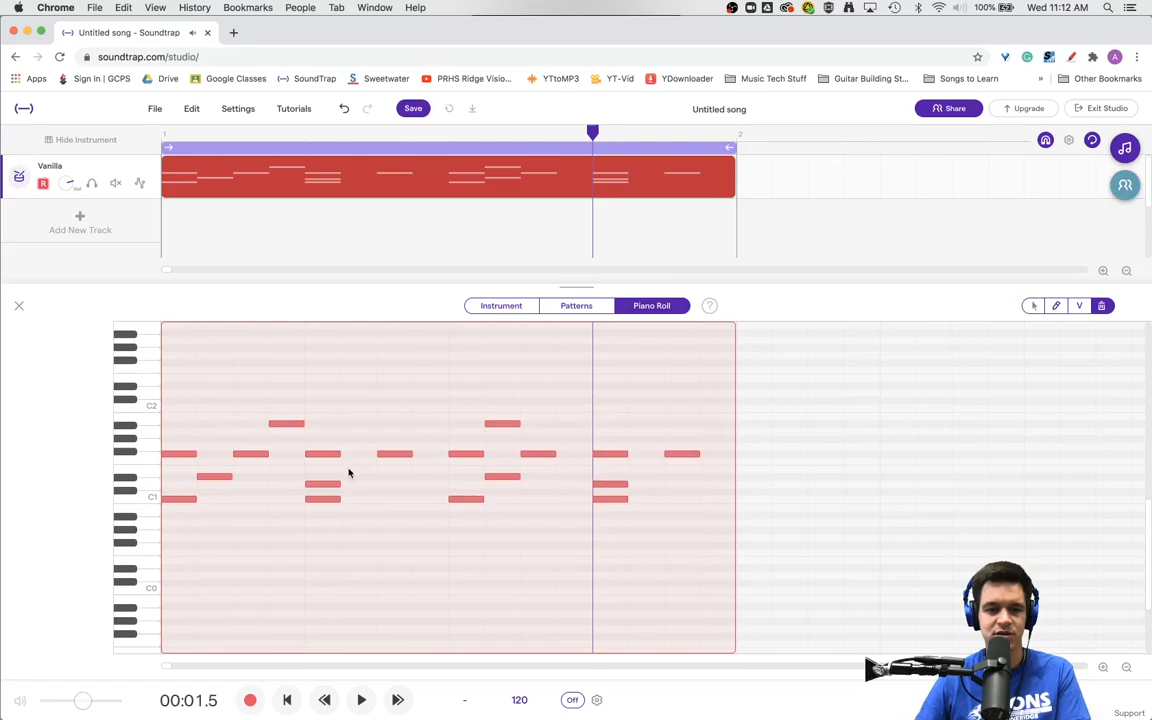 Chrome File Edit View History Bookmarks People Tab Window Help 100% Wed 11:12 AM
Untitled song - Soundtrap
soundtrap.com/studio/
A
Apps Sign In | GCPS Drive Google Classes SoundTrap Sweetwater PRHS Ridge Visio... YTtoMP3 YT-Vid YDownloader Music Tech Stuff Guitar Building St... Songs to Learn » Other Bookmarks
File Edit Settings Tutorials Save Untitled song Share Upgrade Exit Studio
Hide Instrument 1 2
Vanilla
R Vol
Add New Track
Instrument Patterns Piano Roll ?
V
C2
C1
C0
00:01.5 - 120 Off
Support